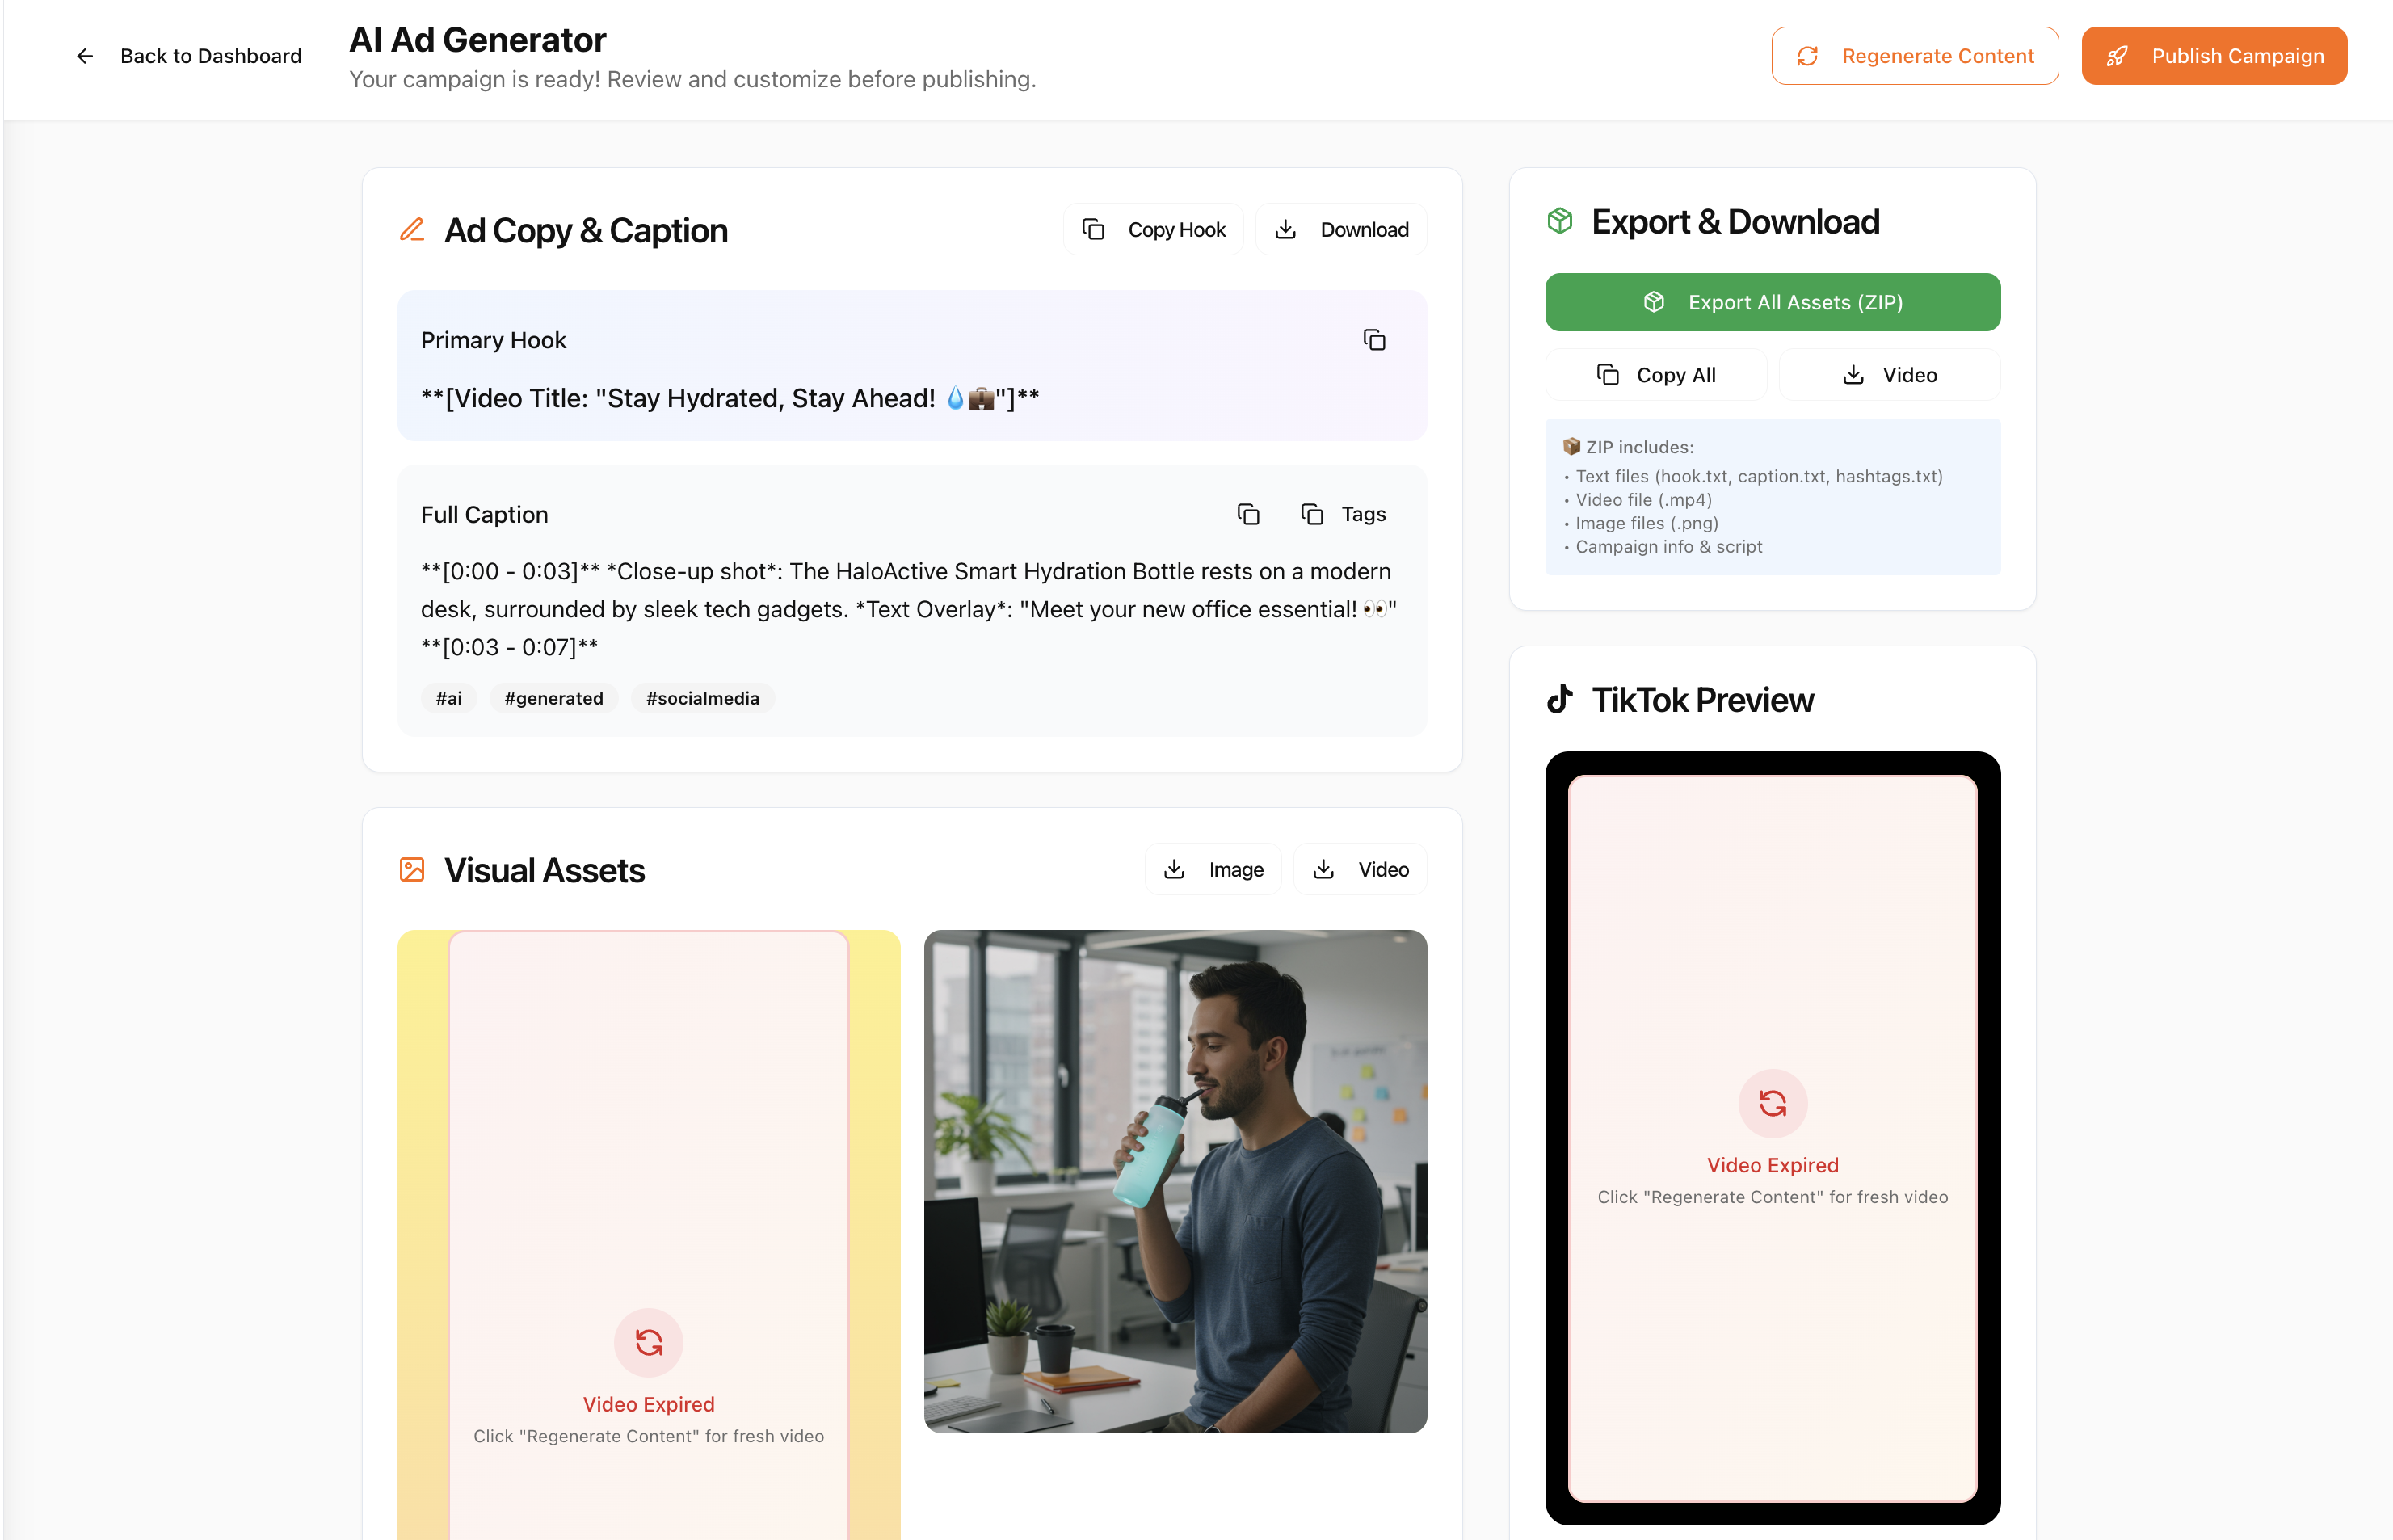 Back to Dashboard
AI Ad Generator
Your campaign is ready! Review and customize before publishing.
Regenerate Content
Publish Campaign
Ad Copy & Caption
Copy Hook
Download
Primary Hook
**[Video Title: "Stay Hydrated, Stay Ahead! 💧💼"]**
Full Caption
Tags
**[0:00 - 0:03]** *Close-up shot*: The HaloActive Smart Hydration Bottle rests on a modern
desk, surrounded by sleek tech gadgets. *Text Overlay*: "Meet your new office essential! 👀"
**[0:03 - 0:07]**
#ai
#generated
#socialmedia
Visual Assets
Image
Video
Video Expired
Click "Regenerate Content" for fresh video
Export & Download
Export All Assets (ZIP)
Copy All
Video
📦 ZIP includes:
• Text files (hook.txt, caption.txt, hashtags.txt)
• Video file (.mp4)
• Image files (.png)
• Campaign info & script
TikTok Preview
Video Expired
Click "Regenerate Content" for fresh video